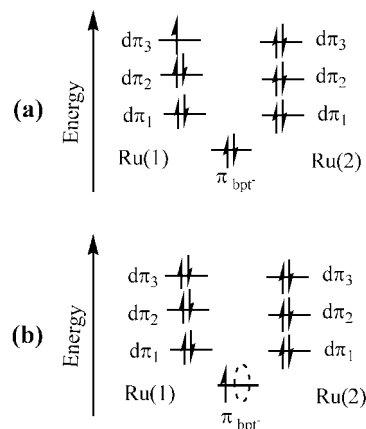 (a)
Energy
dπ3 dπ3
dπ2 dπ2
dπ1 dπ1
Ru(1) πbpt- Ru(2)
(b)
Energy
dπ3 dπ3
dπ2 dπ2
dπ1 dπ1
Ru(1) πbpt- Ru(2)